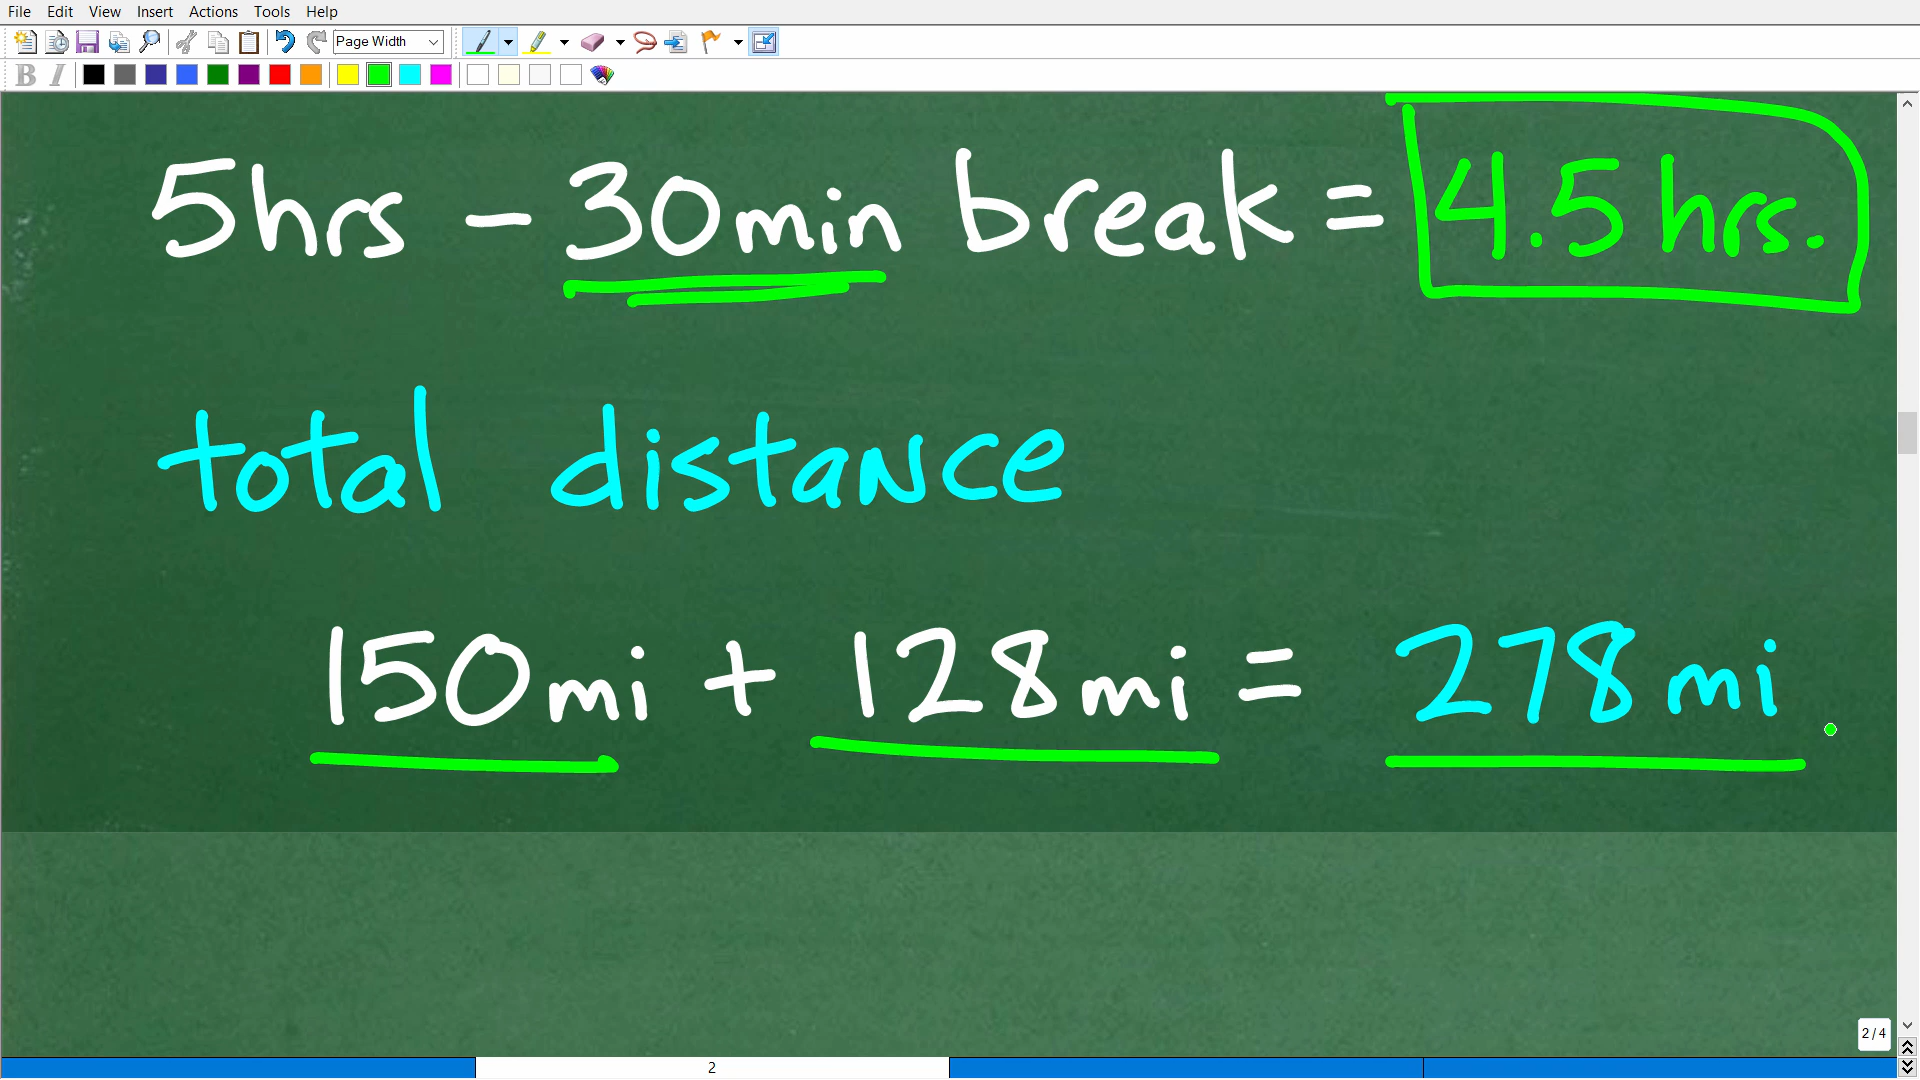 File Edit View Insert Actions Tools Help
Page Width
B I
5hrs - 30min break = 4.5 hrs.
total distance
150mi + 128mi = 278mi
2 / 4
2